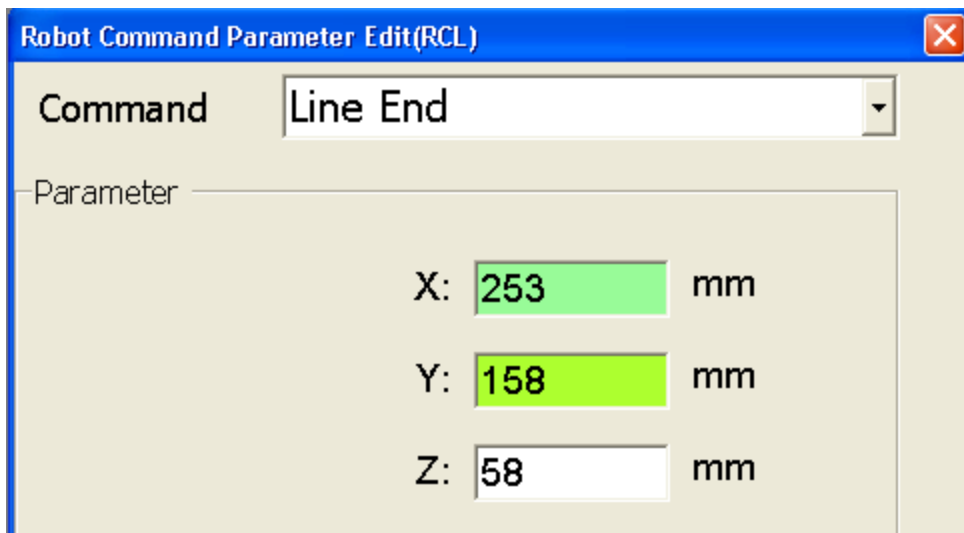 Robot Command Parameter Edit(RCL)
Command Line End
Parameter
X: 253 mm
Y: 158 mm
Z: 58 mm